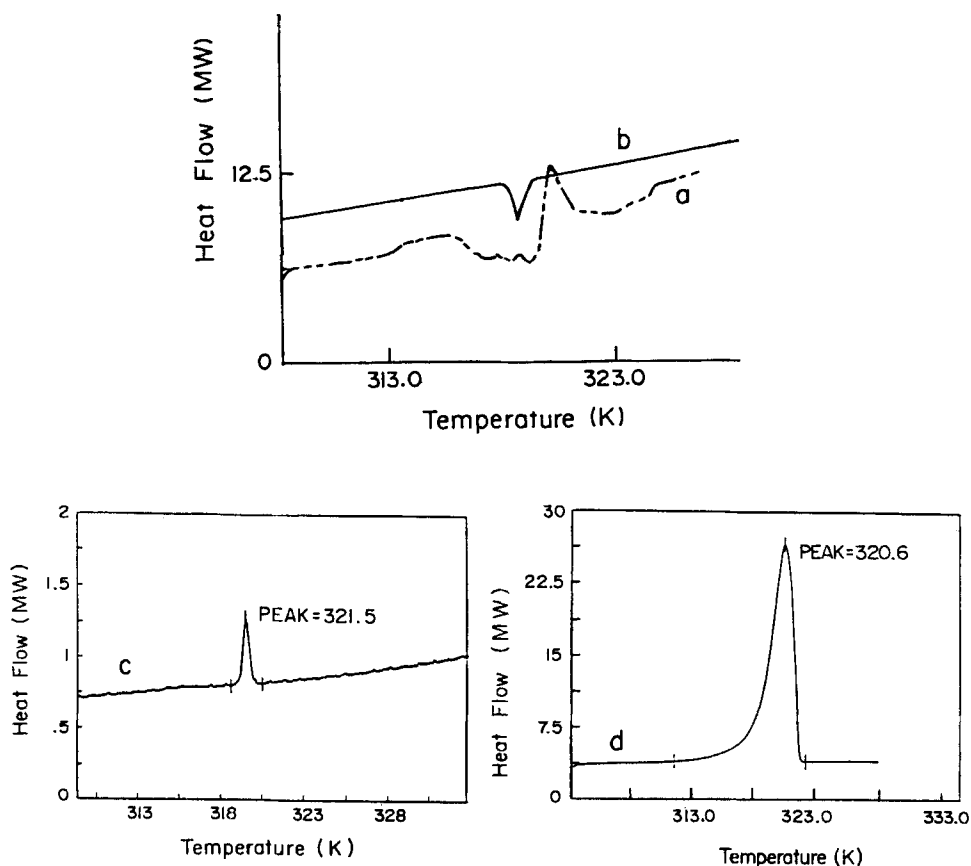 Heat Flow (MW)
12.5
0
b
a
313.0 323.0
Temperature (K)
Heat Flow (MW)
2
1.5
1
.5
0
PEAK=321.5
c
313 318 323 328
Temperature (K)
Heat Flow (MW)
30
22.5
15
7.5
0
PEAK=320.6
d
313.0 323.0 333.0
Temperature (K)